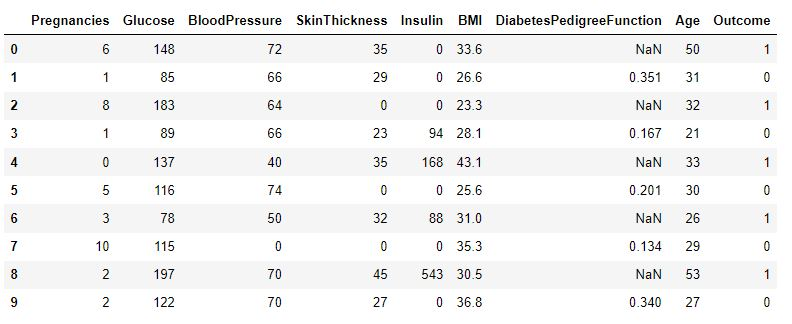 Pregnancies Glucose BloodPressure SkinThickness Insulin BMI DiabetesPedigreeFunction Age Outcome
0 6 148 72 35 0 33.6 NaN 50 1
1 1 85 66 29 0 26.6 0.351 31 0
2 8 183 64 0 0 23.3 NaN 32 1
3 1 89 66 23 94 28.1 0.167 21 0
4 0 137 40 35 168 43.1 NaN 33 1
5 5 116 74 0 0 25.6 0.201 30 0
6 3 78 50 32 88 31.0 NaN 26 1
7 10 115 0 0 0 35.3 0.134 29 0
8 2 197 70 45 543 30.5 NaN 53 1
9 2 122 70 27 0 36.8 0.340 27 0